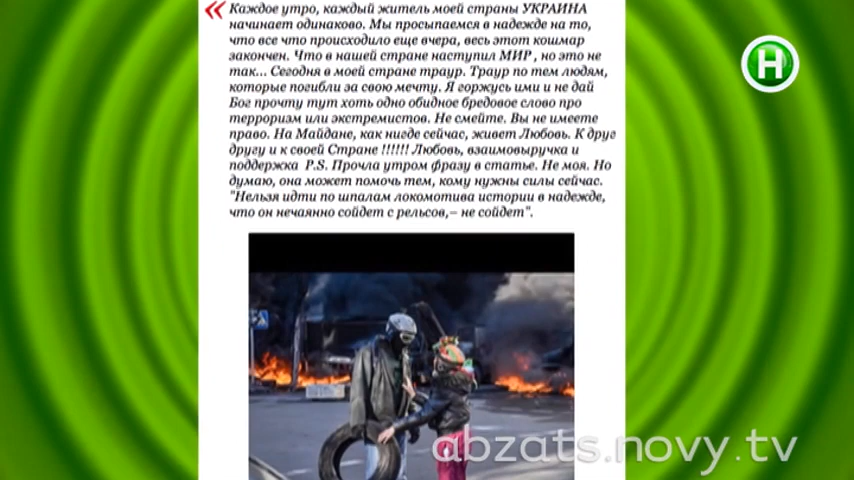 « Каждое утро, каждый житель моей страны УКРАИНА
начинает одинаково. Мы просыпаемся в надежде на то,
что все что происходило еще вчера, весь этот кошмар
закончен. Что в нашей стране наступил МИР , но это не
так... Сегодня в моей стране траур. Траур по тем людям,
которые погибли за свою мечту. Я горжусь ими и не дай
Бог прочту тут хоть одно обидное бредовое слово про
терроризм или экстремистов. Не смейте. Вы не имеете
право. На Майдане, как нигде сейчас, живет Любовь. К друг
другу и к своей Стране !!!!!! Любовь, взаимовыручка и
поддержка P.S. Прочла утром фразу в статье. Не моя. Но
думаю, она может помочь тем, кому нужны силы сейчас.
"Нельзя идти по шпалам локомотива истории в надежде,
что он нечаянно сойдет с рельсов,– не сойдет".
Н
abzats.novy.tv